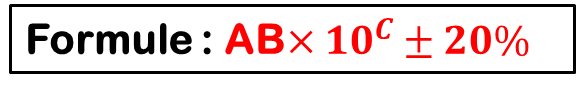 Formule : AB× 10^C ± 20%